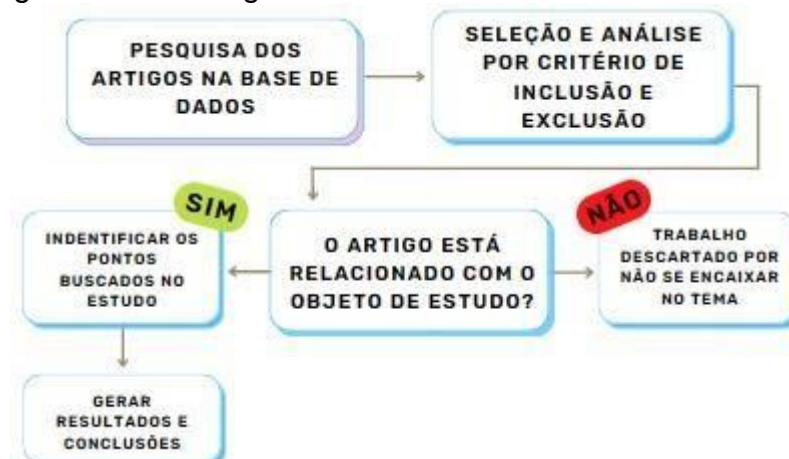 PESQUISA DOS
ARTIGOS NA BASE DE
DADOS
SELEÇÃO E ANÁLISE
POR CRITÉRIO DE
INCLUSÃO E
EXCLUSÃO
SIM
NÃO
INDENTIFICAR OS
PONTOS
BUSCADOS NO
ESTUDO
O ARTIGO ESTÁ
RELACIONADO COM O
OBJETO DE ESTUDO?
TRABALHO
DESCARTADO POR
NÃO SE ENCAIXAR
NO TEMA
GERAR
RESULTADOS E
CONCLUSÕES